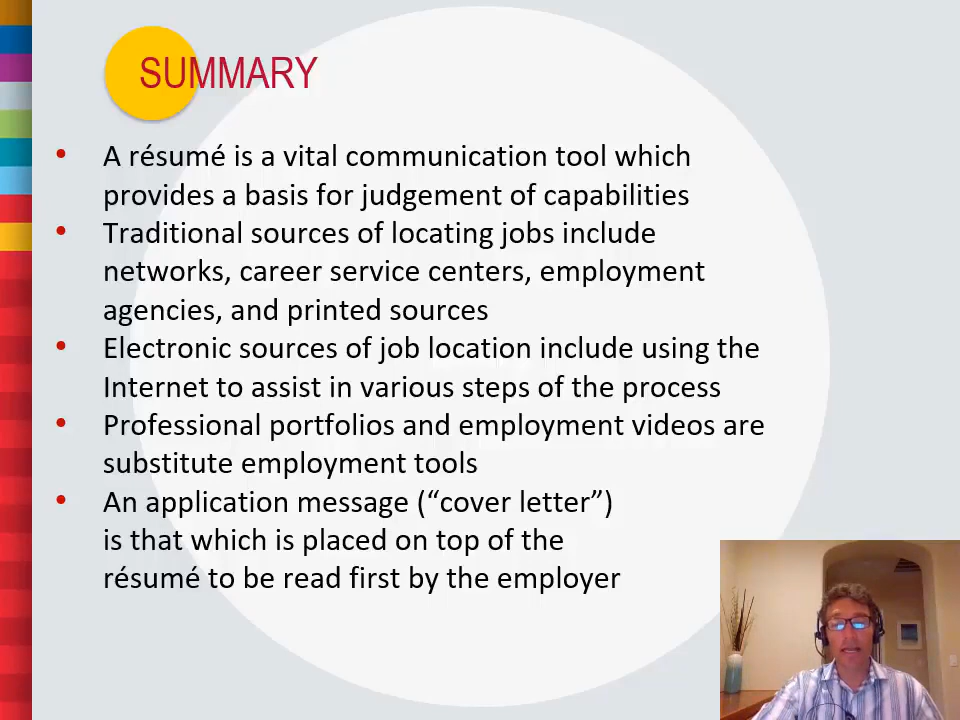 SUMMARY
• A résumé is a vital communication tool which
provides a basis for judgement of capabilities
• Traditional sources of locating jobs include
networks, career service centers, employment
agencies, and printed sources
• Electronic sources of job location include using the
Internet to assist in various steps of the process
• Professional portfolios and employment videos are
substitute employment tools
• An application message (“cover letter”)
is that which is placed on top of the
résumé to be read first by the employer